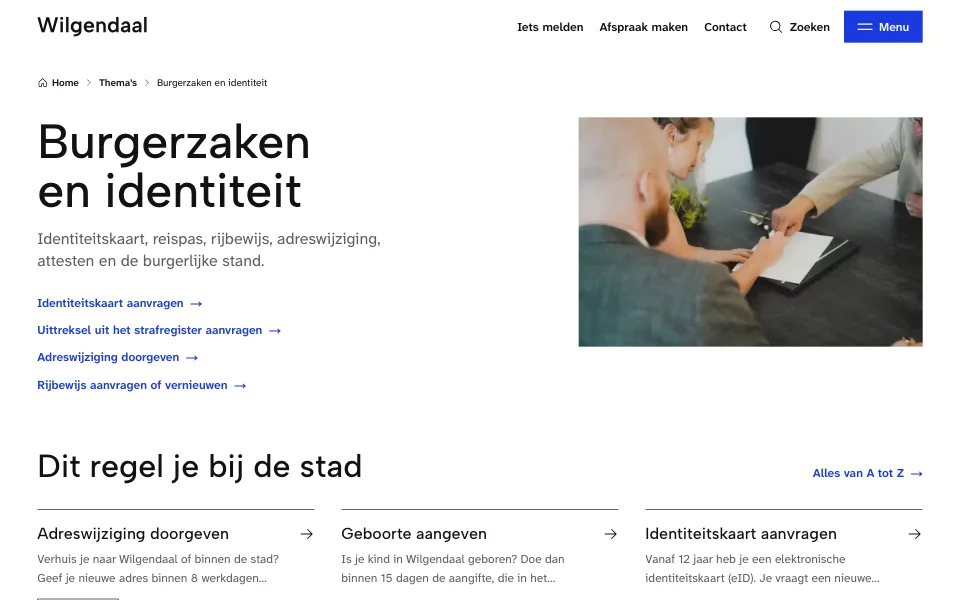 Wilgendaal
Iets melden
Afspraak maken
Contact
Zoeken
Menu
Home
Thema's
Burgerzaken en identiteit
Burgerzaken
en identiteit
Identiteitskaart, reispas, rijbewijs, adreswijziging,
attesten en de burgerlijke stand.
Identiteitskaart aanvragen
Uittreksel uit het strafregister aanvragen
Adreswijziging doorgeven
Rijbewijs aanvragen of vernieuwen
Dit regel je bij de stad
Alles van A tot Z
Adreswijziging doorgeven
Verhuis je naar Wilgendaal of binnen de stad?
Geef je nieuwe adres binnen 8 werkdagen...
Geboorte aangeven
Is je kind in Wilgendaal geboren? Doe dan
binnen 15 dagen de aangifte, die in het...
Identiteitskaart aanvragen
Vanaf 12 jaar heb je een elektronische
identiteitskaart (eID). Je vraagt een nieuwe...